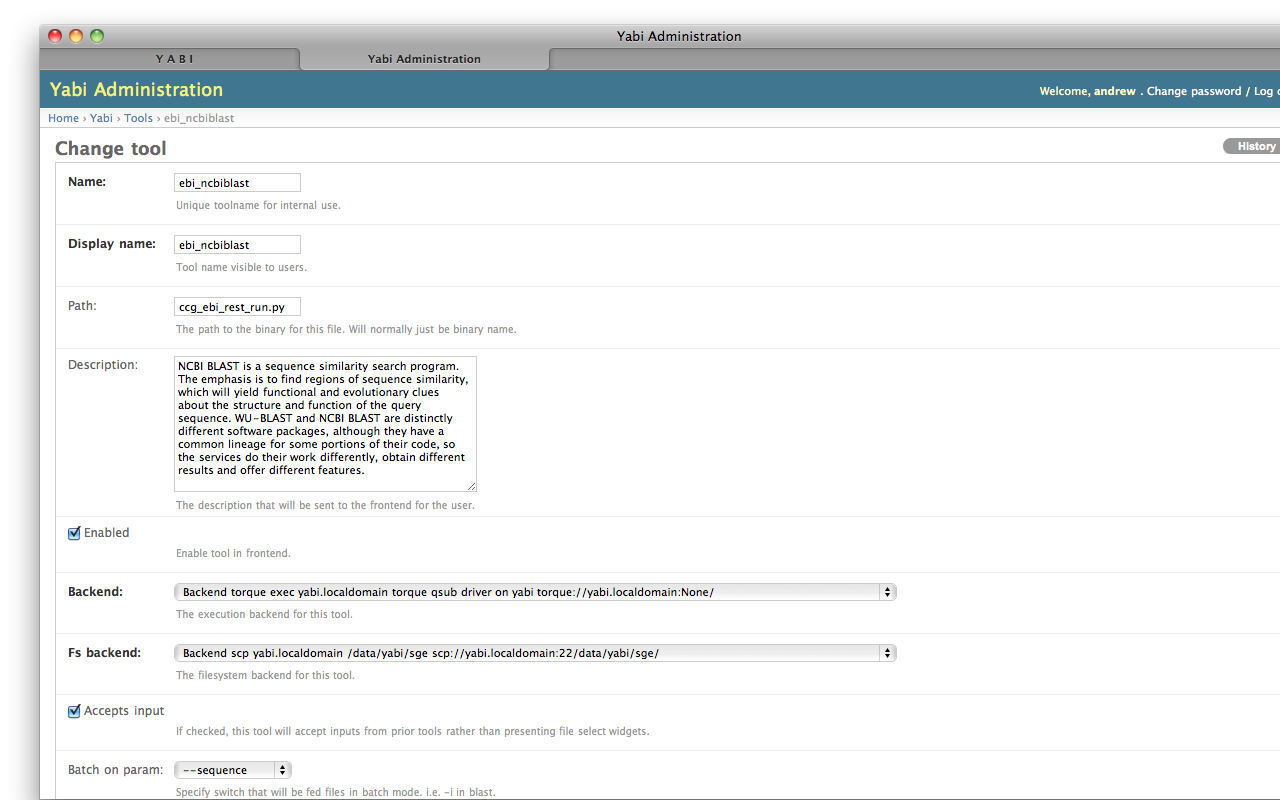 Yabi Administration
Y A B I
Yabi Administration
Yabi Administration
Welcome, andrew . Change password / Log
Home › Yabi › Tools › ebi_ncbiblast
Change tool
History
Name:
ebi_ncbiblast
Unique toolname for internal use.
Display name:
ebi_ncbiblast
Tool name visible to users.
Path:
ccg_ebi_rest_run.py
The path to the binary for this file. Will normally just be binary name.
Description:
NCBI BLAST is a sequence similarity search program.
The emphasis is to find regions of sequence similarity,
which will yield functional and evolutionary clues
about the structure and function of the query
sequence. WU-BLAST and NCBI BLAST are distinctly
different software packages, although they have a
common lineage for some portions of their code, so
the services do their work differently, obtain different
results and offer different features.
The description that will be sent to the frontend for the user.
Enabled
Enable tool in frontend.
Backend:
Backend torque exec yabi.localdomain torque qsub driver on yabi torque://yabi.localdomain:None/
The execution backend for this tool.
Fs backend:
Backend scp yabi.localdomain /data/yabi/sge scp://yabi.localdomain:22/data/yabi/sge/
The filesystem backend for this tool.
Accepts input
If checked, this tool will accept inputs from prior tools rather than presenting file select widgets.
Batch on param:
--sequence
Specify switch that will be fed files in batch mode. i.e. -i in blast.